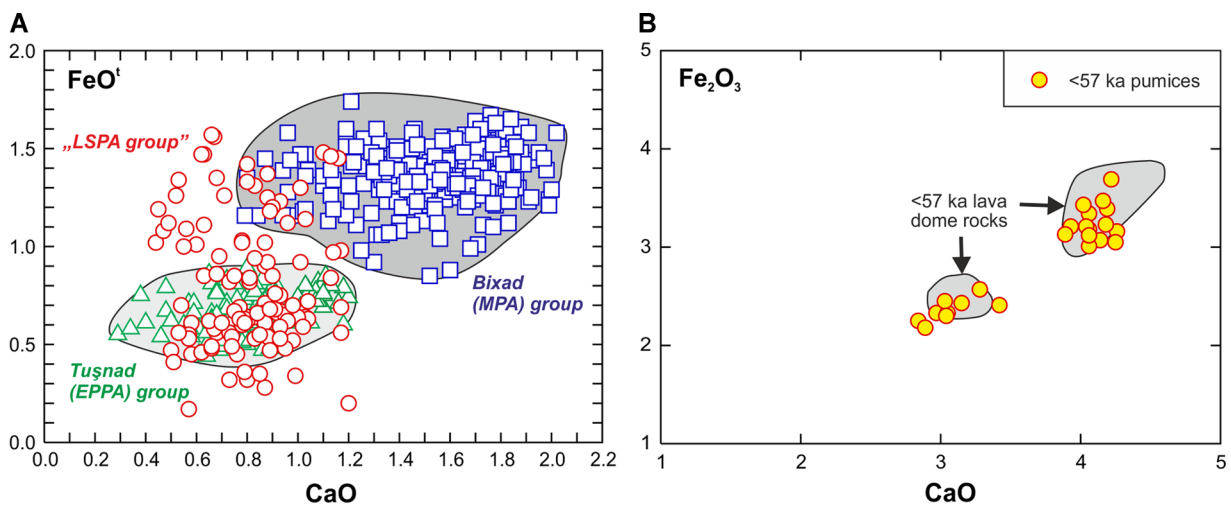 A
2.0
1.5
1.0
0.5
0.0
FeOᵗ
„LSPA group”
Bixad
(MPA) group
Tuşnad
(EPPA) group
0.0 0.2 0.4 0.6 0.8 1.0 1.2 1.4 1.6 1.8 2.0 2.2
CaO
B
5
4
3
2
1
Fe₂O₃
<57 ka pumices
<57 ka lava
dome rocks
1 2 3 4 5
CaO